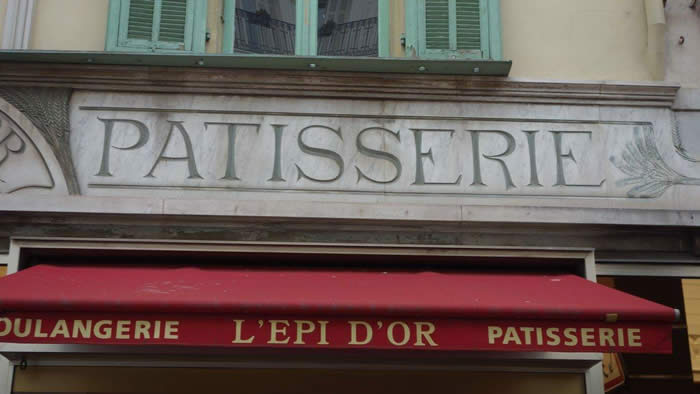 PATISSERIE
OULANGERIE L'EPI D'OR PATISSERIE